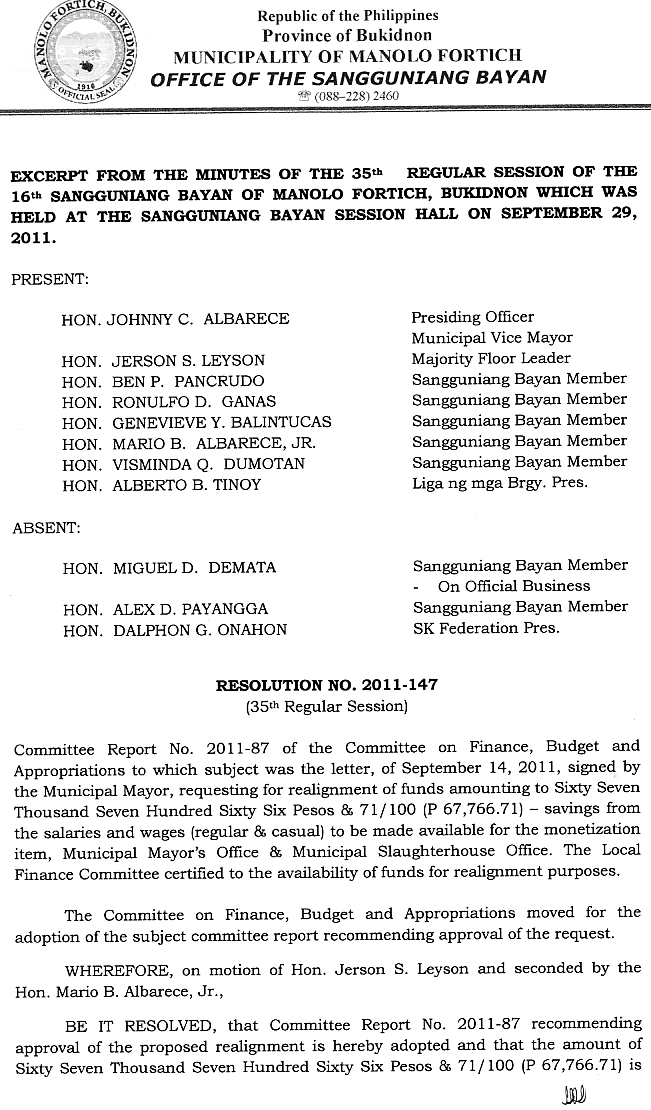 MANOLO FORTICH, BUKIDNON
1916
OFFICIAL SEAL
Republic of the Philippines
Province of Bukidnon
MUNICIPALITY OF MANOLO FORTICH
OFFICE OF THE SANGGUNIANG BAYAN
☏ (088–228) 2460
EXCERPT FROM THE MINUTES OF THE 35th REGULAR SESSION OF THE
16th SANGGUNIANG BAYAN OF MANOLO FORTICH, BUKIDNON WHICH WAS
HELD AT THE SANGGUNIANG BAYAN SESSION HALL ON SEPTEMBER 29,
2011.
PRESENT:
HON. JOHNNY C. ALBARECE Presiding Officer
Municipal Vice Mayor
HON. JERSON S. LEYSON Majority Floor Leader
HON. BEN P. PANCRUDO Sangguniang Bayan Member
HON. RONULFO D. GANAS Sangguniang Bayan Member
HON. GENEVIEVE Y. BALINTUCAS Sangguniang Bayan Member
HON. MARIO B. ALBARECE, JR. Sangguniang Bayan Member
HON. VISMINDA Q. DUMOTAN Sangguniang Bayan Member
HON. ALBERTO B. TINOY Liga ng mga Brgy. Pres.
ABSENT:
HON. MIGUEL D. DEMATA Sangguniang Bayan Member
- On Official Business
HON. ALEX D. PAYANGGA Sangguniang Bayan Member
HON. DALPHON G. ONAHON SK Federation Pres.
RESOLUTION NO. 2011-147
(35th Regular Session)
Committee Report No. 2011-87 of the Committee on Finance, Budget and
Appropriations to which subject was the letter, of September 14, 2011, signed by
the Municipal Mayor, requesting for realignment of funds amounting to Sixty Seven
Thousand Seven Hundred Sixty Six Pesos & 71/100 (P 67,766.71) – savings from
the salaries and wages (regular & casual) to be made available for the monetization
item, Municipal Mayor's Office & Municipal Slaughterhouse Office. The Local
Finance Committee certified to the availability of funds for realignment purposes.
The Committee on Finance, Budget and Appropriations moved for the
adoption of the subject committee report recommending approval of the request.
WHEREFORE, on motion of Hon. Jerson S. Leyson and seconded by the
Hon. Mario B. Albarece, Jr.,
BE IT RESOLVED, that Committee Report No. 2011-87 recommending
approval of the proposed realignment is hereby adopted and that the amount of
Sixty Seven Thousand Seven Hundred Sixty Six Pesos & 71/100 (P 67,766.71) is